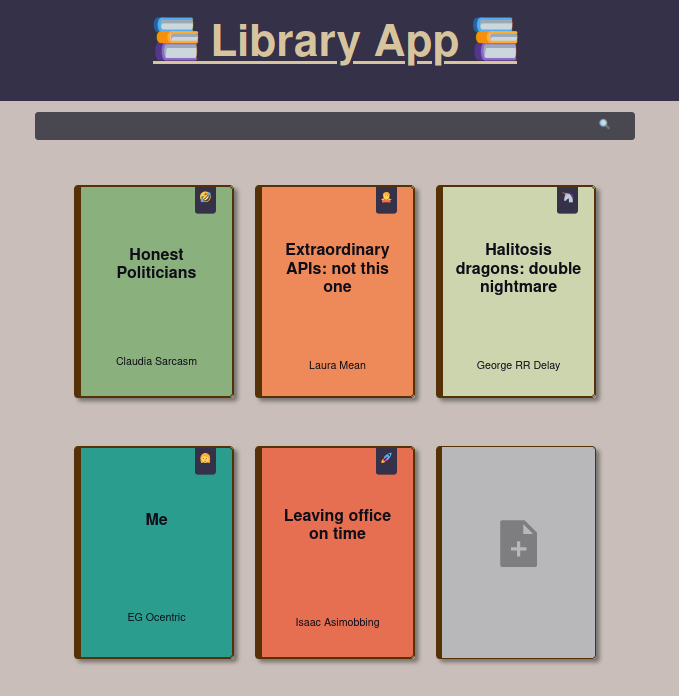 📚 Library App 📚
Honest
Politicians
Claudia Sarcasm
Extraordinary
APIs: not this
one
Laura Mean
Halitosis
dragons: double
nightmare
George RR Delay
Me
EG Ocentric
Leaving office
on time
Isaac Asimobbing